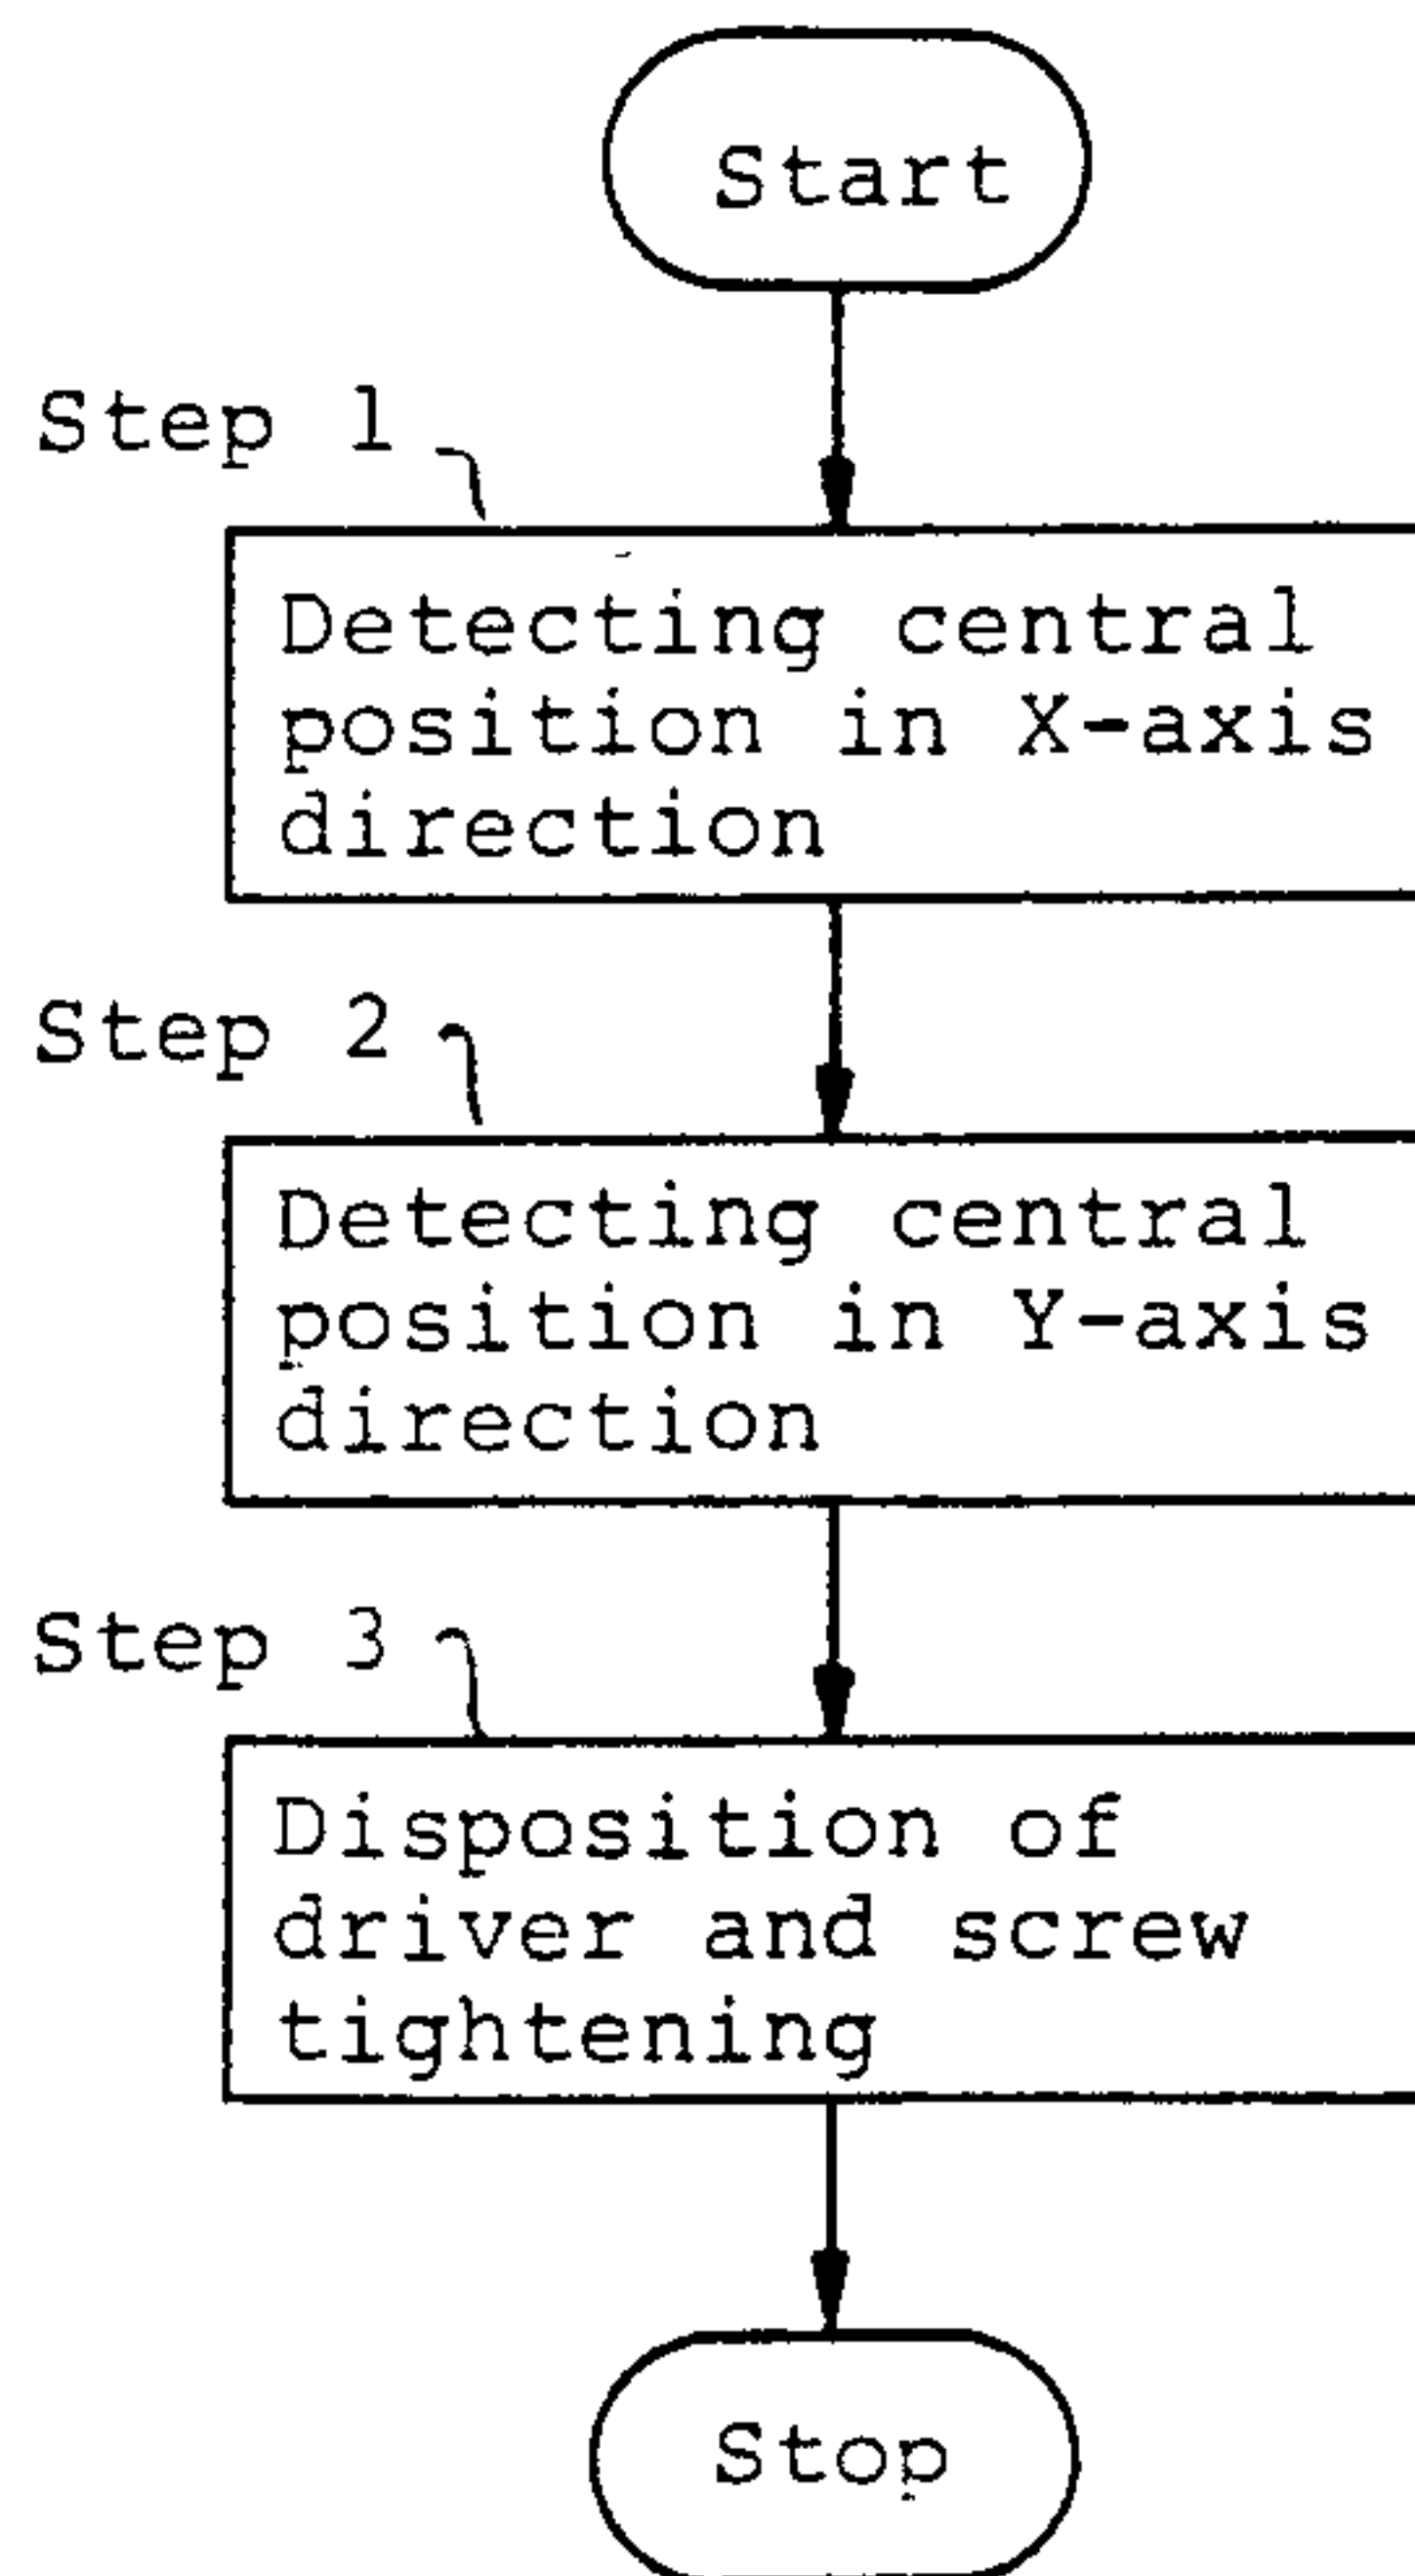 Start
Step 1
Detecting central
position in X-axis
direction
Step 2
Detecting central
position in Y-axis
direction
Step 3
Disposition of
driver and screw
tightening
Stop